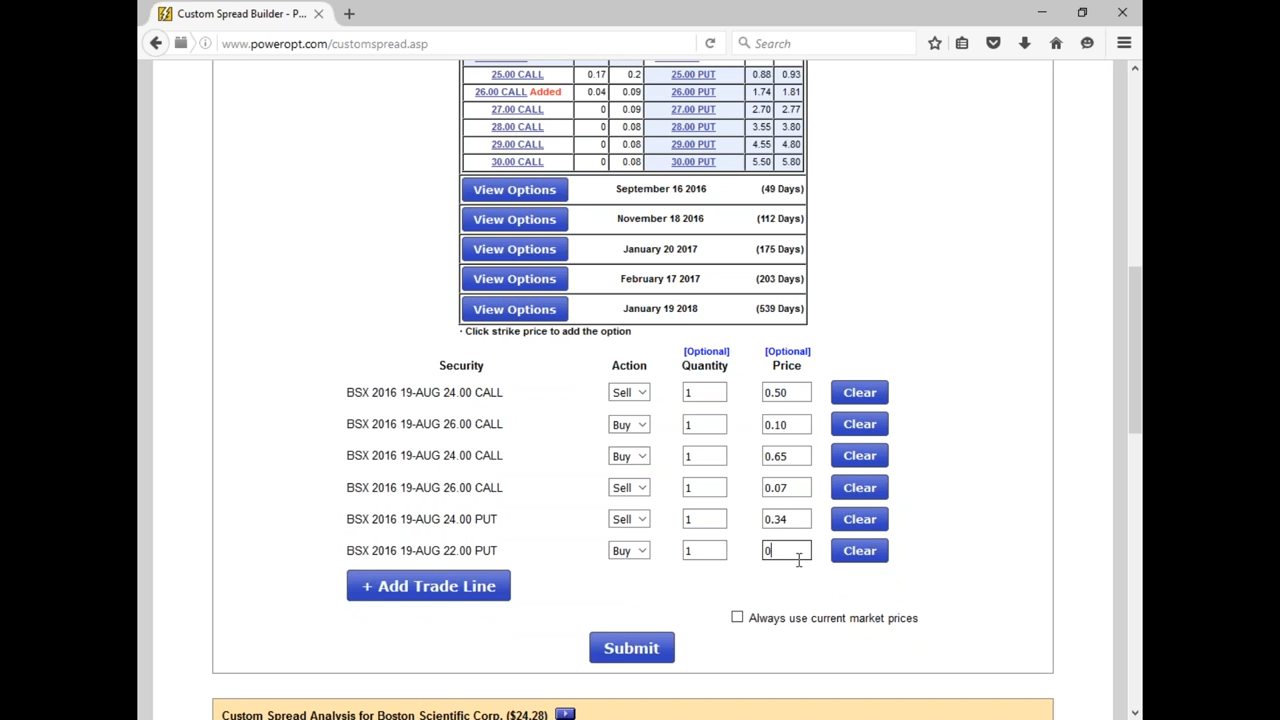 Custom Spread Builder - P...
www.poweropt.com/customspread.asp
Search
25.00 CALL 0.17 0.2 25.00 PUT 0.88 0.93
26.00 CALL Added 0.04 0.09 26.00 PUT 1.74 1.81
27.00 CALL 0 0.09 27.00 PUT 2.70 2.77
28.00 CALL 0 0.08 28.00 PUT 3.55 3.80
29.00 CALL 0 0.08 29.00 PUT 4.55 4.80
30.00 CALL 0 0.08 30.00 PUT 5.50 5.80
View Options September 16 2016 (49 Days)
View Options November 18 2016 (112 Days)
View Options January 20 2017 (175 Days)
View Options February 17 2017 (203 Days)
View Options January 19 2018 (539 Days)
· Click strike price to add the option
[Optional] [Optional]
Security Action Quantity Price
BSX 2016 19-AUG 24.00 CALL Sell 1 0.50 Clear
BSX 2016 19-AUG 26.00 CALL Buy 1 0.10 Clear
BSX 2016 19-AUG 24.00 CALL Buy 1 0.65 Clear
BSX 2016 19-AUG 26.00 CALL Sell 1 0.07 Clear
BSX 2016 19-AUG 24.00 PUT Sell 1 0.34 Clear
BSX 2016 19-AUG 22.00 PUT Buy 1 0 Clear
+ Add Trade Line
Always use current market prices
Submit
Custom Spread Analysis for Boston Scientific Corp. ($24.28)